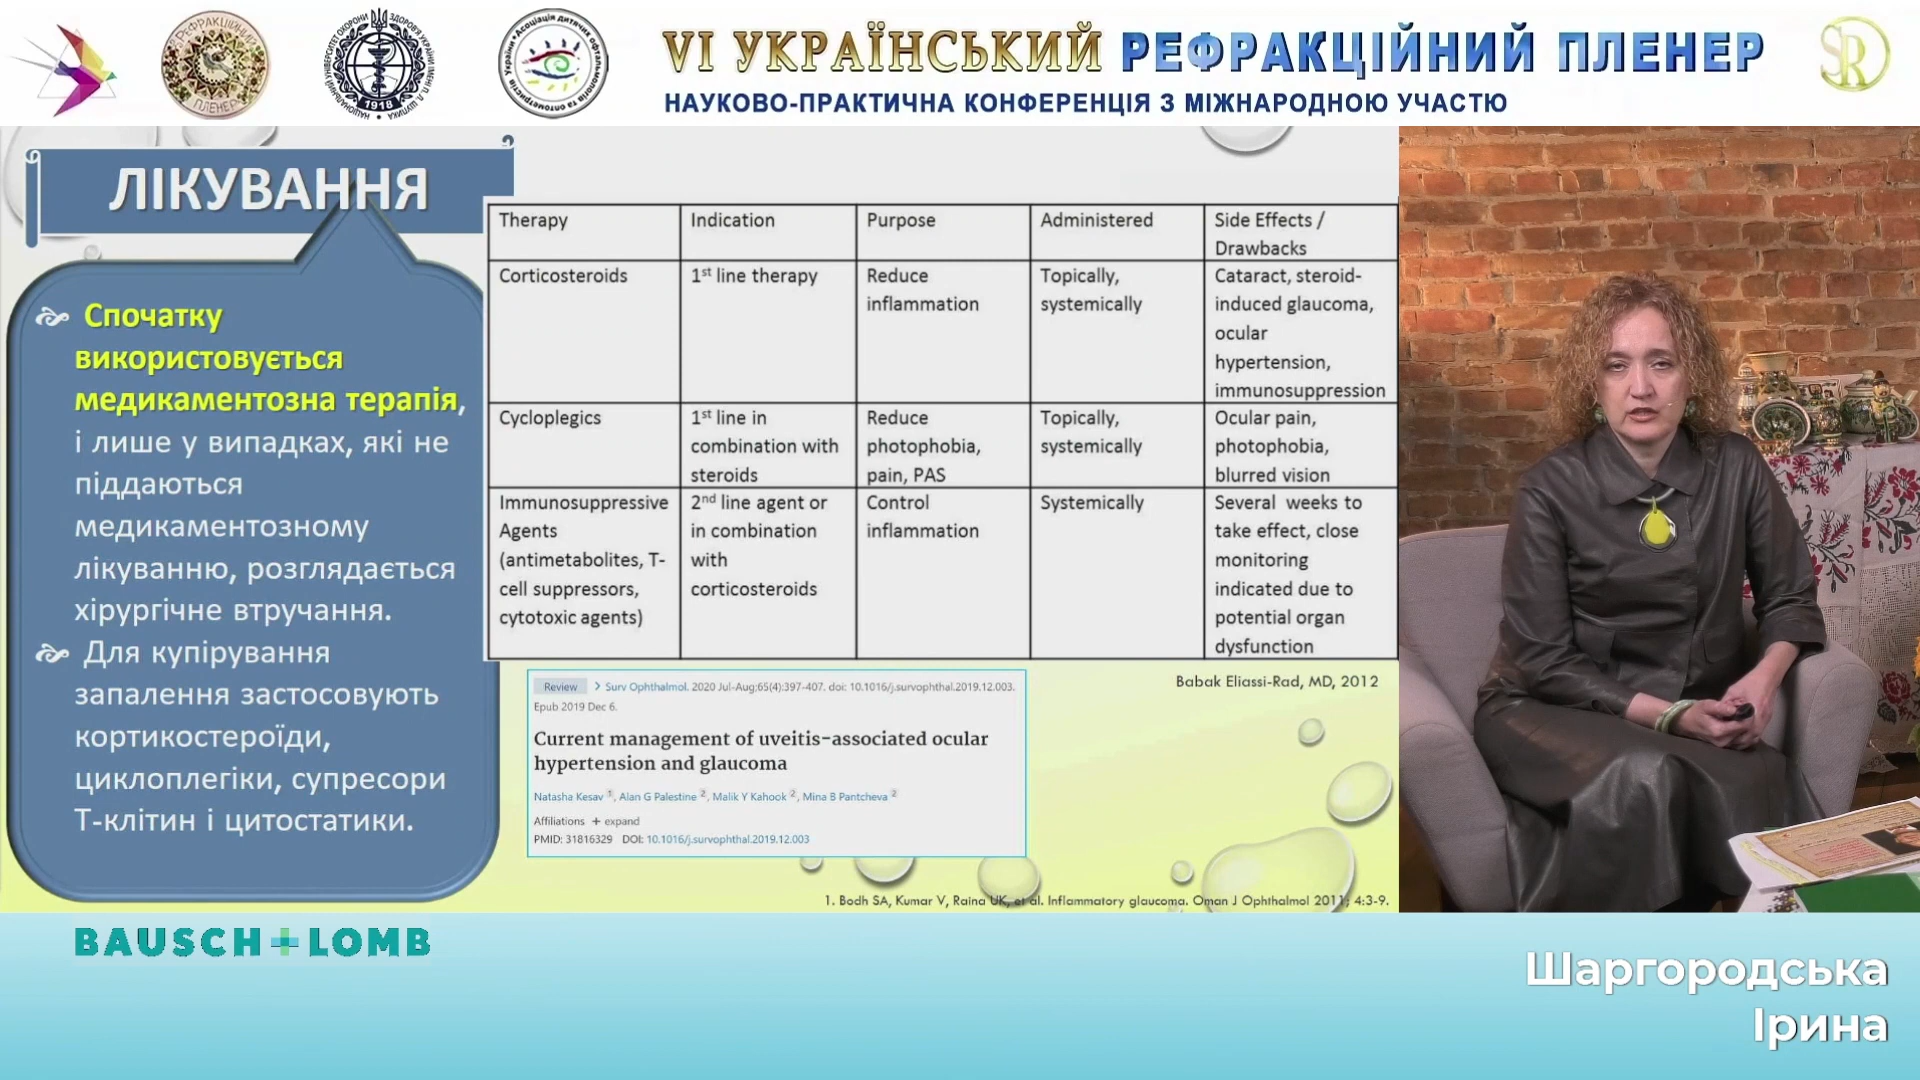 VI УКРАЇНСЬКИЙ РЕФРАКЦІЙНИЙ ПЛЕНЕР
НАУКОВО-ПРАКТИЧНА КОНФЕРЕНЦІЯ З МІЖНАРОДНОЮ УЧАСТЮ
1918
SR
ЛІКУВАННЯ
Спочатку
використовується
медикаментозна терапія,
і лише у випадках, які не
піддаються
медикаментозному
лікуванню, розглядається
хірургічне втручання.
Для купірування
запалення застосовують
кортикостероїди,
циклоплегіки, супресори
Т-клітин і цитостатики.
Therapy Indication Purpose Administered Side Effects /
Drawbacks
Corticosteroids 1st line therapy Reduce Topically, Cataract, steroid-
inflammation systemically induced glaucoma,
ocular
hypertension,
immunosuppression
Cycloplegics 1st line in Reduce Topically, Ocular pain,
combination with photophobia, systemically photophobia,
steroids pain, PAS blurred vision
Immunosuppressive 2nd line agent or Control Systemically Several weeks to
Agents in combination inflammation take effect, close
(antimetabolites, T- with monitoring
cell suppressors, corticosteroids indicated due to
cytotoxic agents) potential organ
dysfunction
Babak Eliassi-Rad, MD, 2012
Review > Surv Ophthalmol. 2020 Jul-Aug;65(4):397-407. doi: 10.1016/j.survophthal.2019.12.003.
Epub 2019 Dec 6.
Current management of uveitis-associated ocular
hypertension and glaucoma
Natasha Kesav 1, Alan G Palestine 2, Malik Y Kahook 2, Mina B Pantcheva 2
Affiliations + expand
PMID: 31816329 DOI: 10.1016/j.survophthal.2019.12.003
1. Bodh SA, Kumar V, Raina UK, et al. Inflammatory glaucoma. Oman J Ophthalmol 2011; 4:3-9.
BAUSCH + LOMB
Шаргородська
Ірина